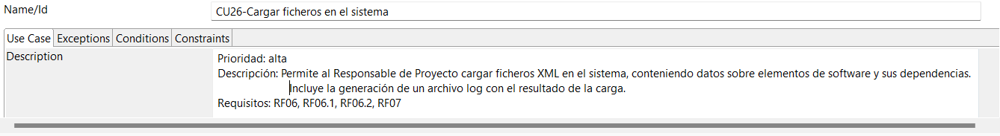 Name/Id
CU26-Cargar ficheros en el sistema
Use Case Exceptions Conditions Constraints
Description
Prioridad: alta
Descripción: Permite al Responsable de Proyecto cargar ficheros XML en el sistema, conteniendo datos sobre elementos de software y sus dependencias.
Incluye la generación de un archivo log con el resultado de la carga.
Requisitos: RF06, RF06.1, RF06.2, RF07